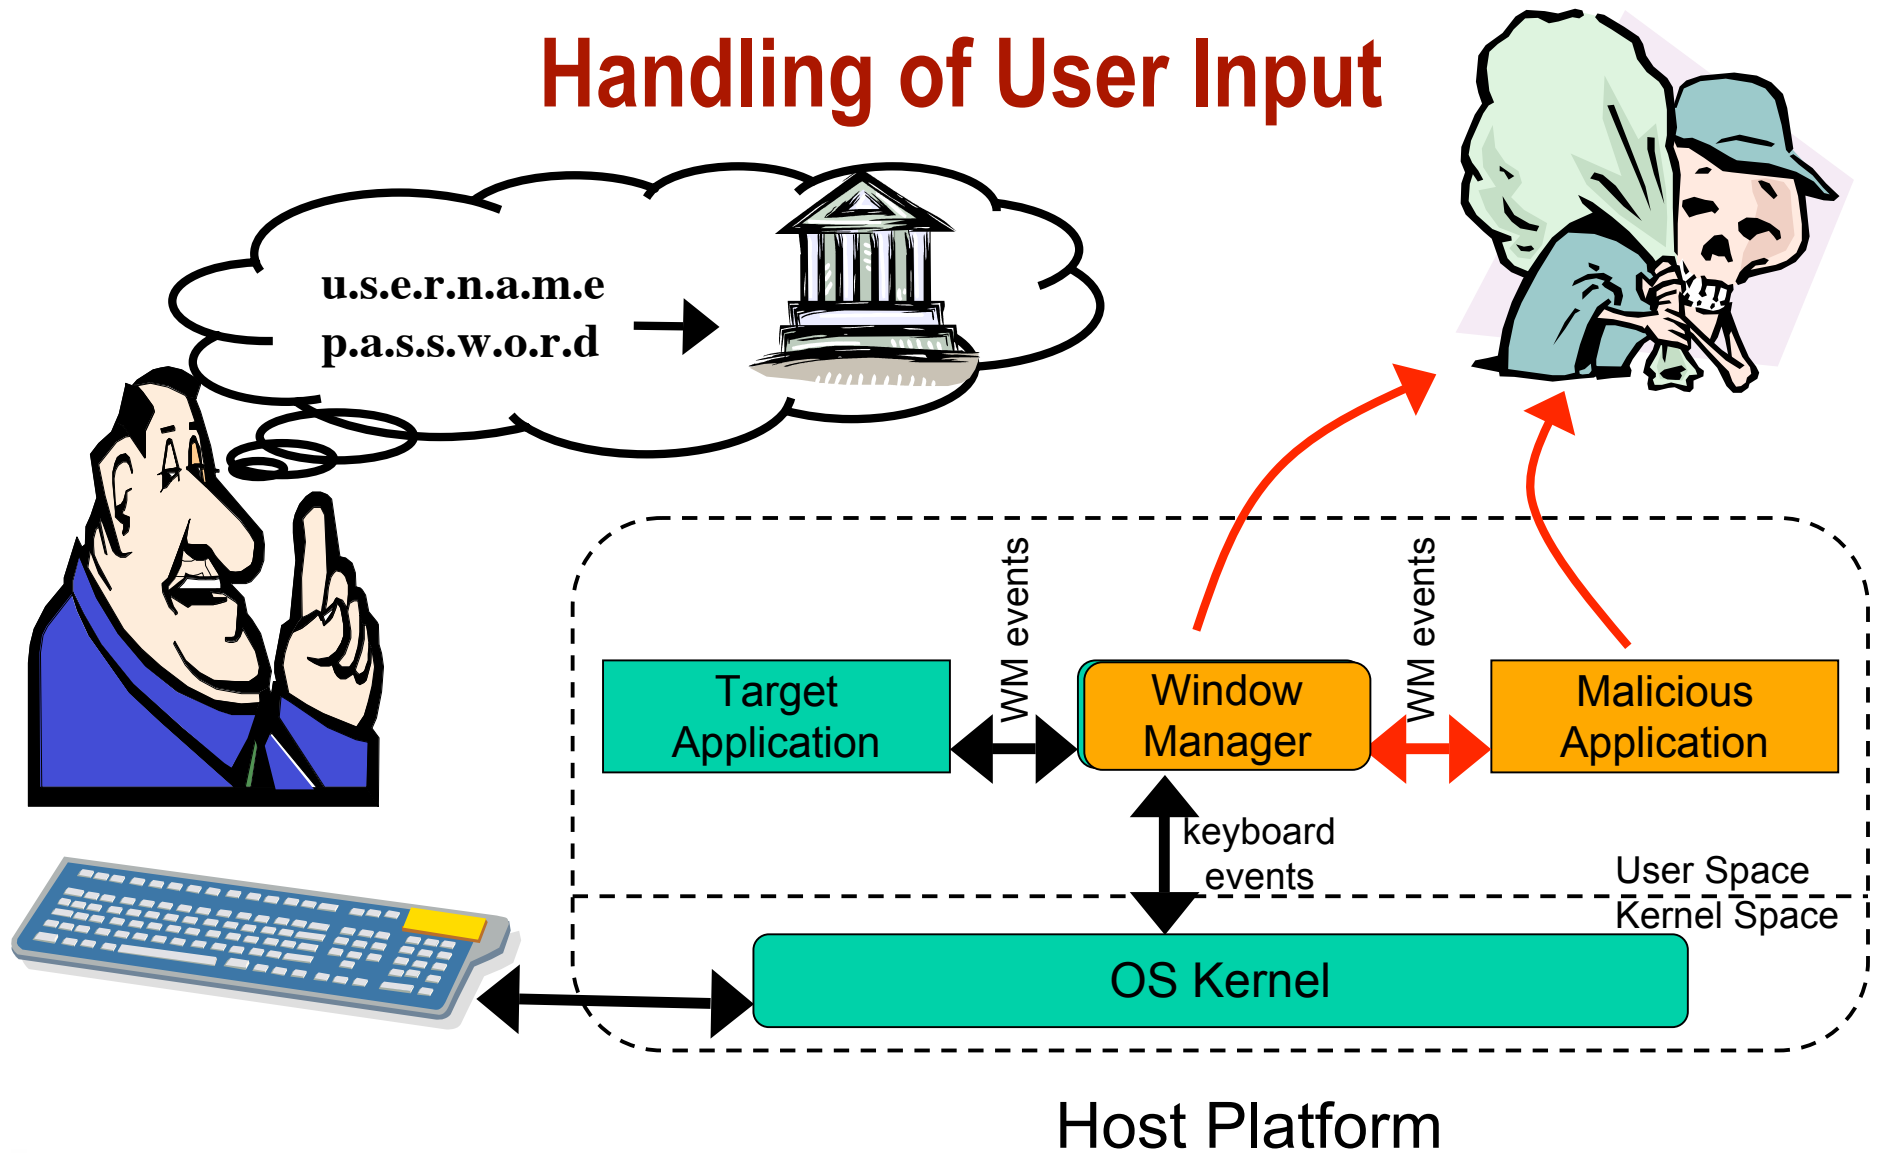 Handling of User Input
u.s.e.r.n.a.m.e
p.a.s.s.w.o.r.d
WM events
WM events
Target
Application
Window
Manager
Malicious
Application
keyboard
events
User Space
Kernel Space
OS Kernel
Host Platform